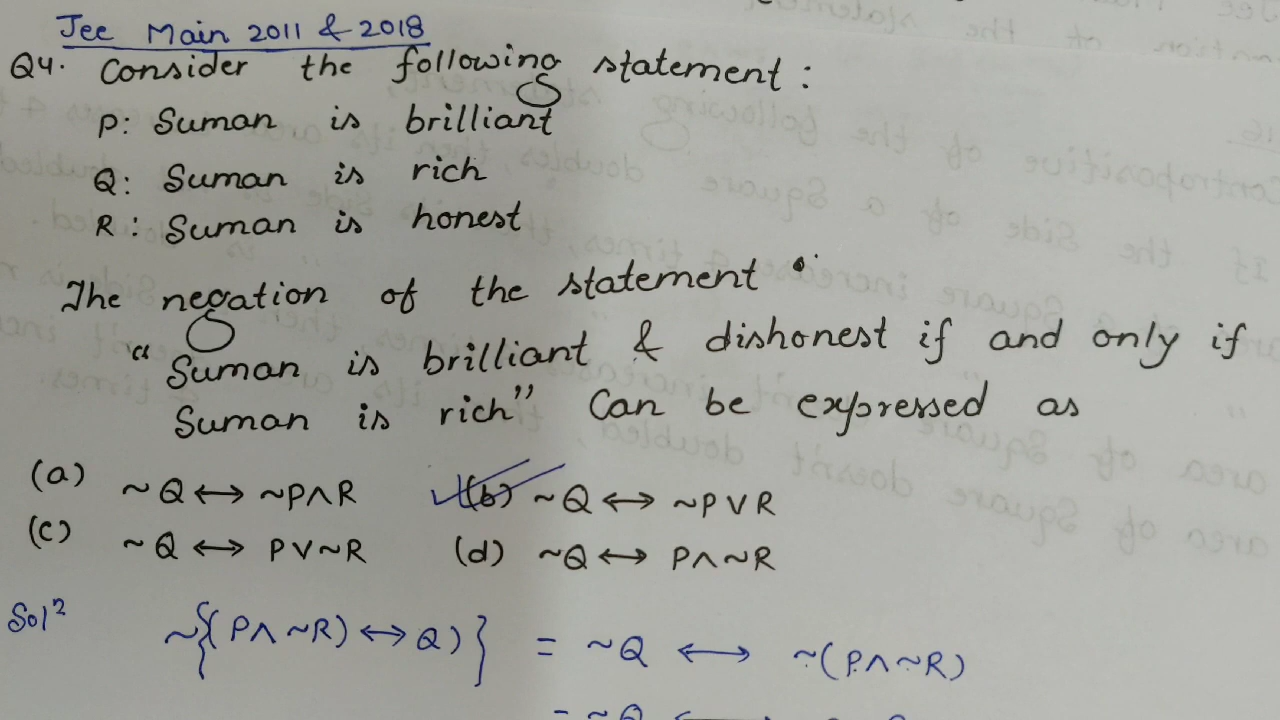 Jee Main 2011 & 2018
Q4. Consider the following statement :
P: Suman is brilliant
Q: Suman is rich
R: Suman is honest
The negation of the statement
"Suman is brilliant & dishonest if and only if
Suman is rich" Can be expressed as
(a) ~Q ↔ ~P∧R (b) ~Q ↔ ~P∨R
(c) ~Q ↔ P∨~R (d) ~Q ↔ P∧~R
Solⁿ ~{(P∧~R) ↔ Q)} = ~Q ↔ ~(P∧~R)
= ~Q